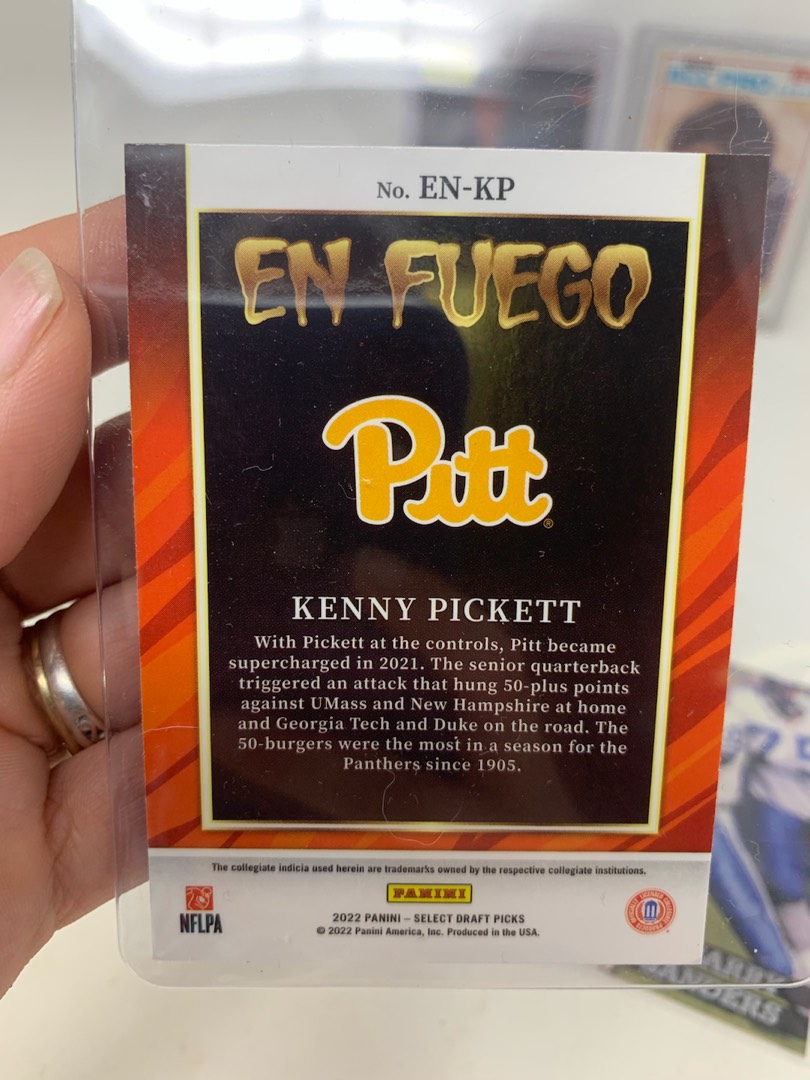 No. EN-KP
EN FUEGO
Pitt
®
KENNY PICKETT
With Pickett at the controls, Pitt became
supercharged in 2021. The senior quarterback
triggered an attack that hung 50-plus points
against UMass and New Hampshire at home
and Georgia Tech and Duke on the road. The
50-burgers were the most in a season for the
Panthers since 1905.
The collegiate indicia used herein are trademarks owned by the respective collegiate institutions.
PANINI
NFLPA
2022 PANINI – SELECT DRAFT PICKS
© 2022 Panini America, Inc. Produced in the USA.
SANDERS